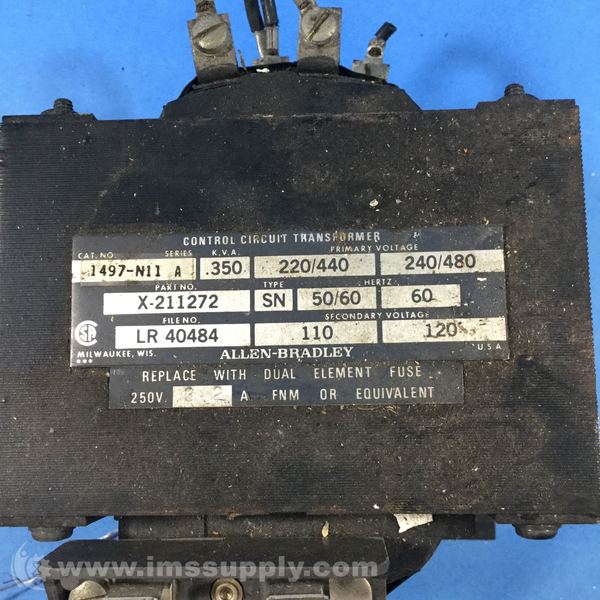 CONTROL CIRCUIT TRANSFORMER
CAT. NO. SERIES K.V.A. PRIMARY VOLTAGE
1497-N11 A .350 220/440 240/480
PART NO. TYPE HERTZ
X-211272 SN 50/60 60
FILE NO. SECONDARY VOLTAGE
LR 40484 110 120
MILWAUKEE, WIS. ALLEN-BRADLEY U.S.A
REPLACE WITH DUAL ELEMENT FUSE
250V. A FNM OR EQUIVALENT
www.imssupply.com